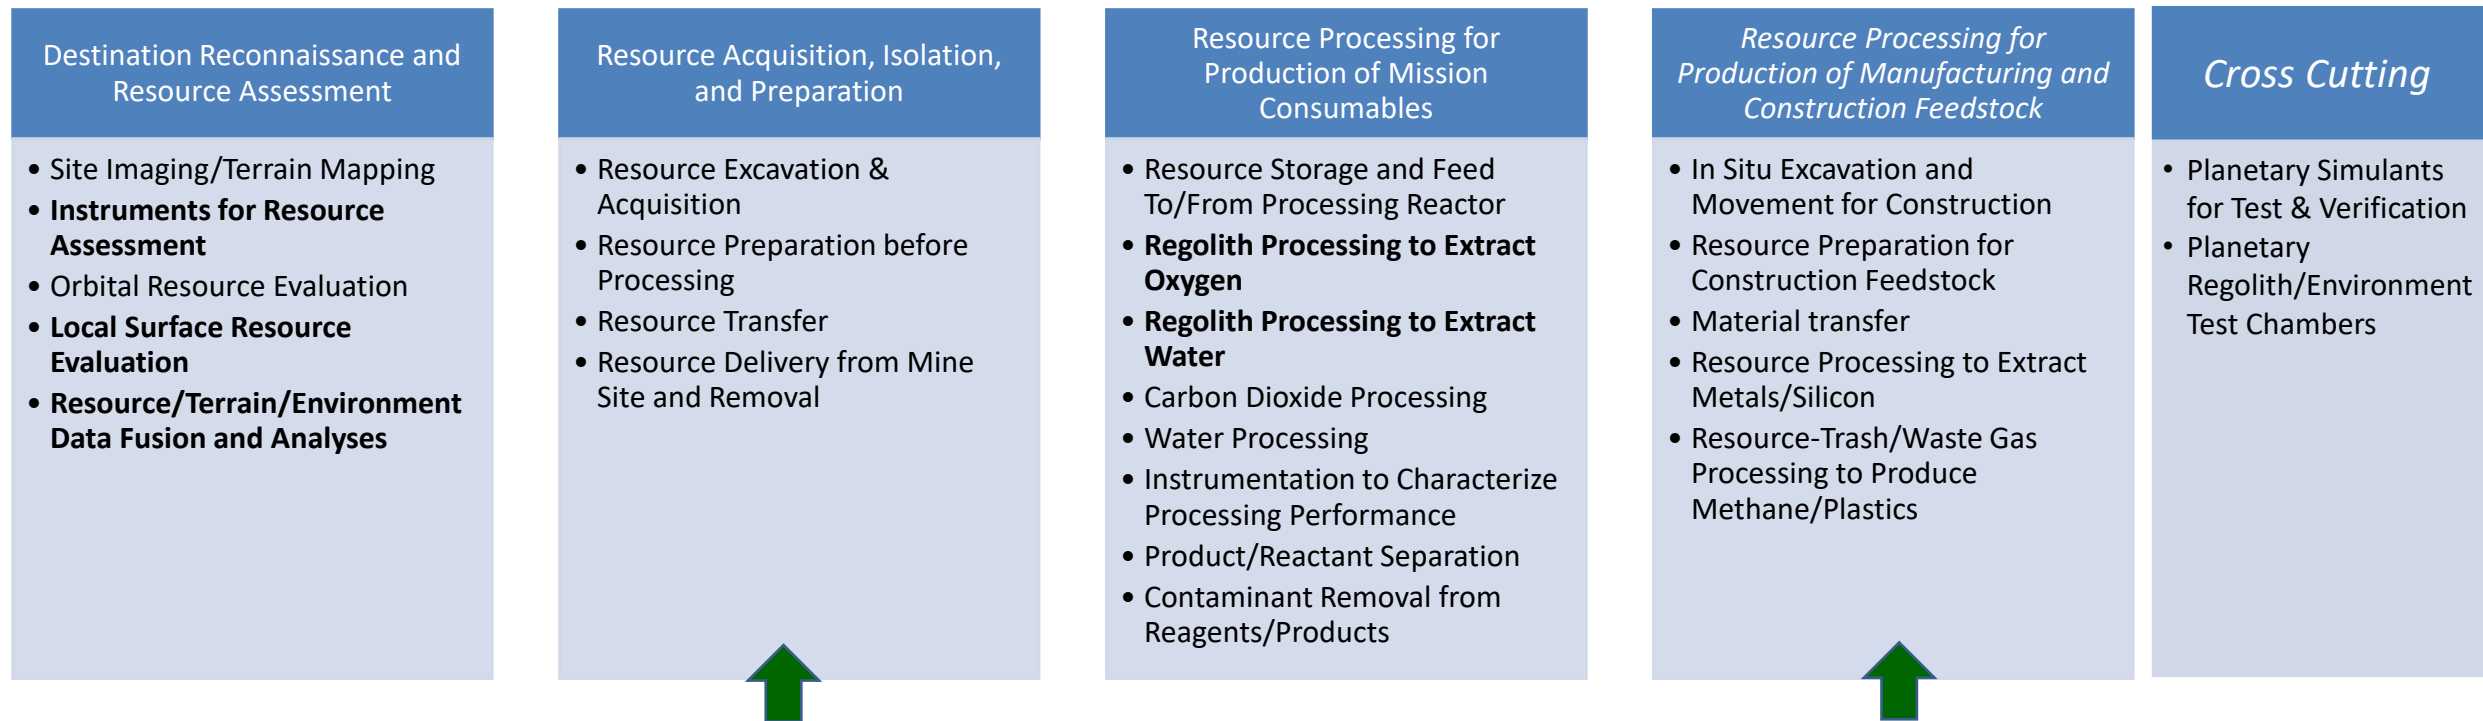 Destination Reconnaissance and
Resource Assessment
• Site Imaging/Terrain Mapping
• Instruments for Resource
Assessment
• Orbital Resource Evaluation
• Local Surface Resource
Evaluation
• Resource/Terrain/Environment
Data Fusion and Analyses
Resource Acquisition, Isolation,
and Preparation
• Resource Excavation &
Acquisition
• Resource Preparation before
Processing
• Resource Transfer
• Resource Delivery from Mine
Site and Removal
Resource Processing for
Production of Mission
Consumables
• Resource Storage and Feed
To/From Processing Reactor
• Regolith Processing to Extract
Oxygen
• Regolith Processing to Extract
Water
• Carbon Dioxide Processing
• Water Processing
• Instrumentation to Characterize
Processing Performance
• Product/Reactant Separation
• Contaminant Removal from
Reagents/Products
Resource Processing for
Production of Manufacturing and
Construction Feedstock
• In Situ Excavation and
Movement for Construction
• Resource Preparation for
Construction Feedstock
• Material transfer
• Resource Processing to Extract
Metals/Silicon
• Resource-Trash/Waste Gas
Processing to Produce
Methane/Plastics
Cross Cutting
• Planetary Simulants
for Test & Verification
• Planetary
Regolith/Environment
Test Chambers